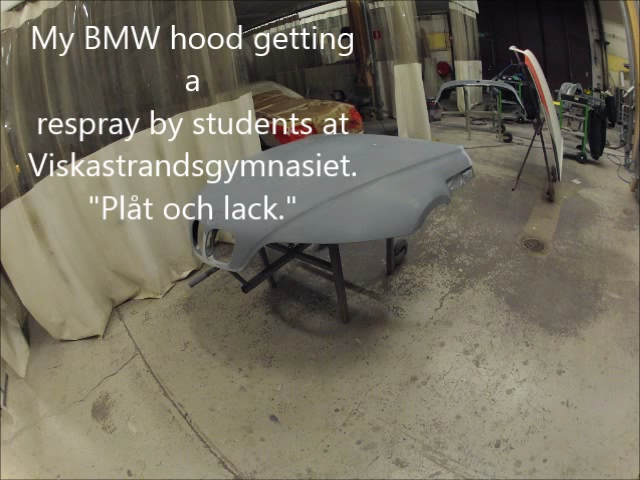 My BMW hood getting
a
respray by students at
Viskastrandsgymnasiet.
"Plåt och lack."